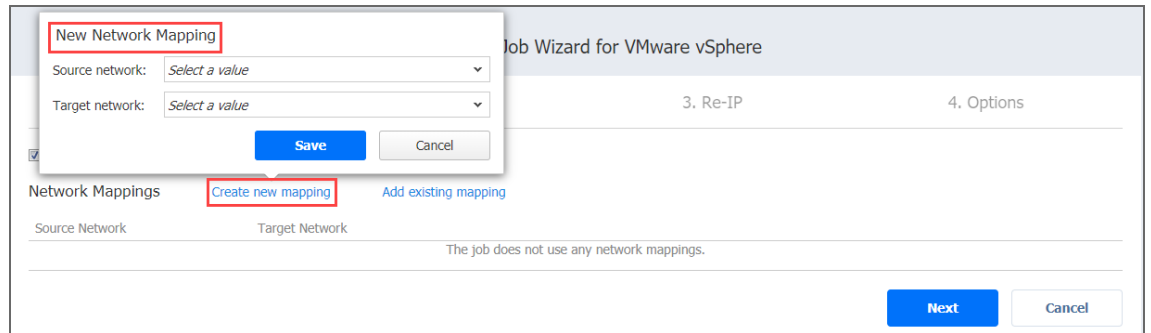 New Network Mapping
Job Wizard for VMware vSphere
Source network: Select a value
Target network: Select a value
3. Re-IP 4. Options
Save Cancel
Network Mappings Create new mapping Add existing mapping
Source Network Target Network
The job does not use any network mappings.
Next Cancel